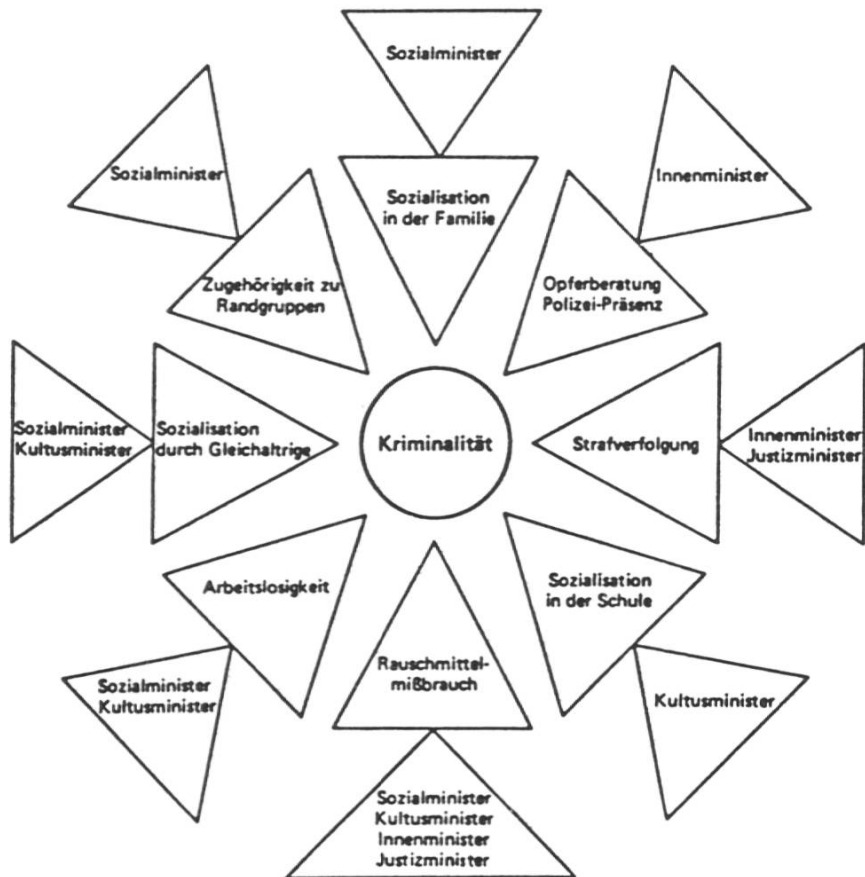 Sozialminister
Sozialminister
Innenminister
Sozialisation
in der Familie
Zugehörigkeit zu
Randgruppen
Opferberatung
Polizei-Präsenz
Sozialminister
Kultusminister
Sozialisation
durch Gleichaltrige
Kriminalität
Strafverfolgung
Innenminister
Justizminister
Arbeitslosigkeit
Sozialisation
in der Schule
Rauschmittel-
mißbrauch
Sozialminister
Kultusminister
Kultusminister
Sozialminister
Kultusminister
Innenminister
Justizminister